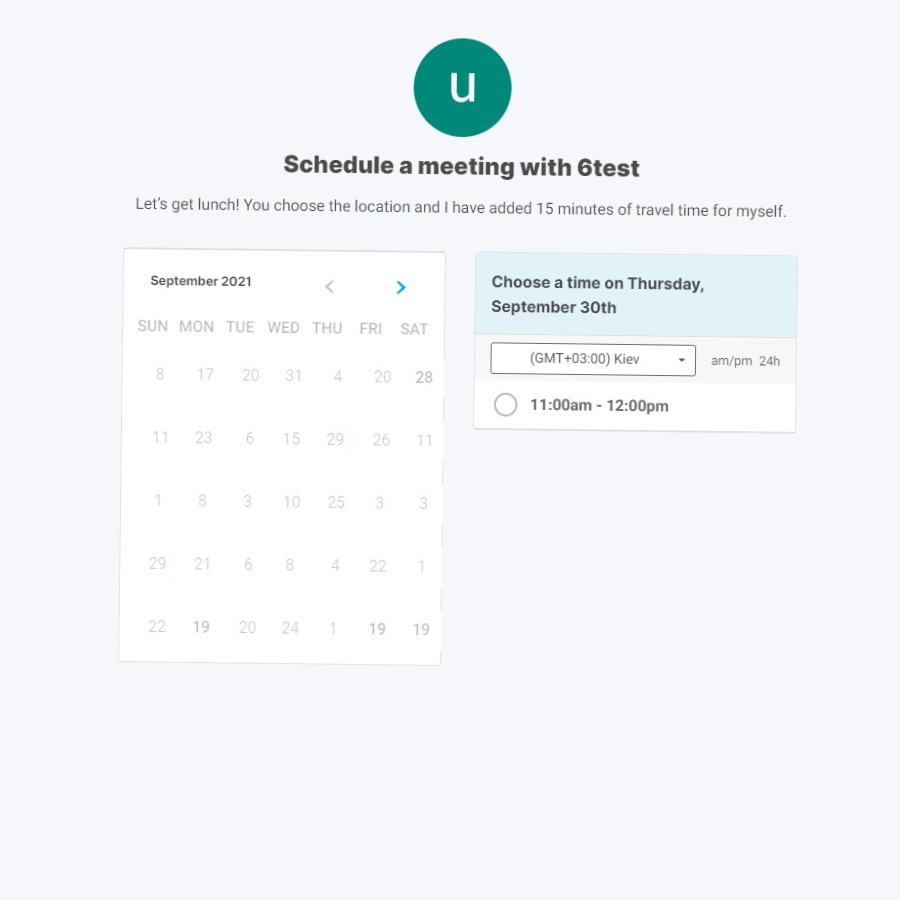 u
Schedule a meeting with 6test
Let's get lunch! You choose the location and I have added 15 minutes of travel time for myself.
September 2021
SUN MON TUE WED THU FRI SAT
8 17 20 31 4 20 28
11 23 6 15 29 26 11
1 8 3 10 25 3 3
29 21 6 8 4 22 1
22 19 20 24 1 19 19
Choose a time on Thursday,
September 30th
(GMT+03:00) Kiev
am/pm 24h
11:00am - 12:00pm